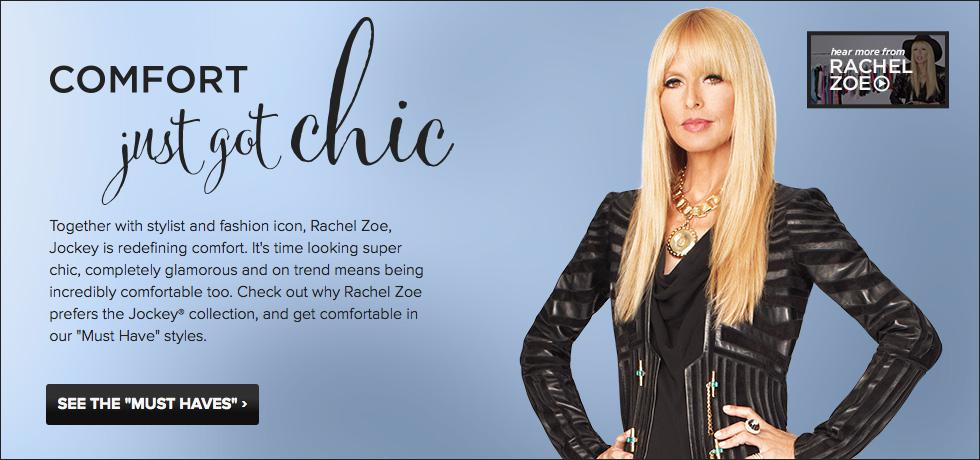 COMFORT
just got chic
Together with stylist and fashion icon, Rachel Zoe,
Jockey is redefining comfort. It's time looking super
chic, completely glamorous and on trend means being
incredibly comfortable too. Check out why Rachel Zoe
prefers the Jockey® collection, and get comfortable in
our "Must Have" styles.
SEE THE "MUST HAVES" ›
hear more from
RACHEL
ZOE